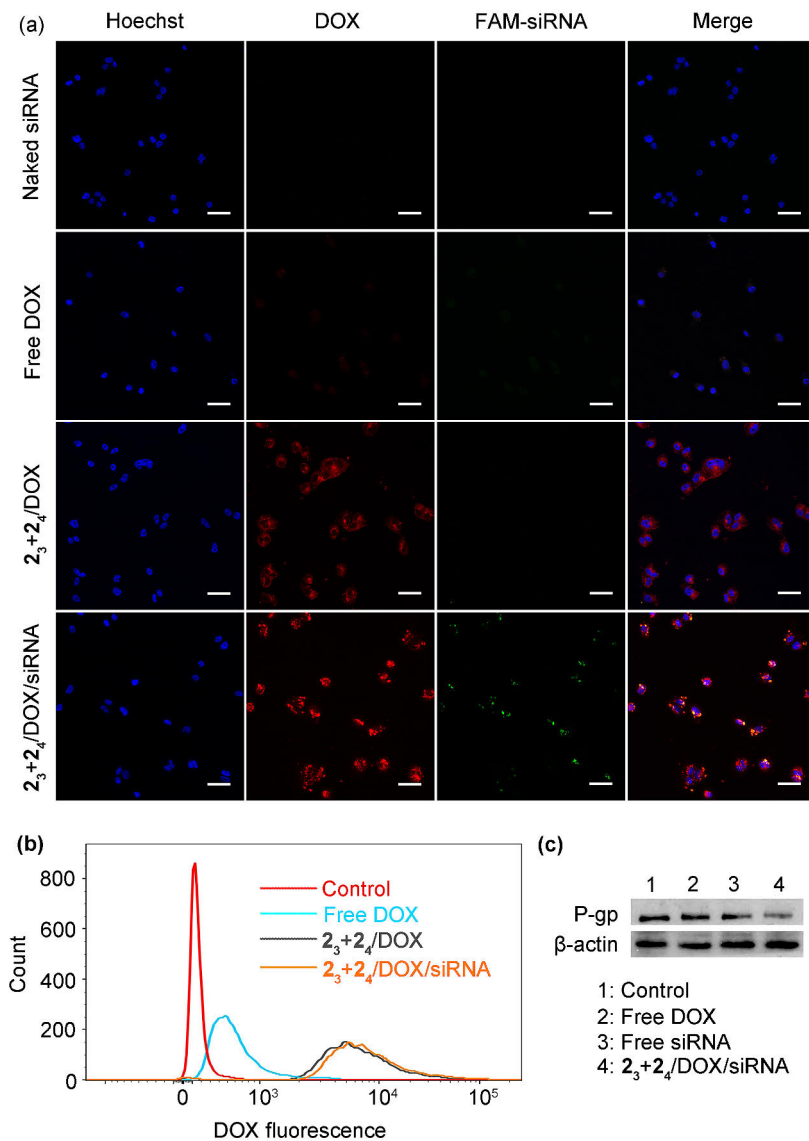 (a)
Hoechst DOX FAM-siRNA Merge
Naked siRNA
Free DOX
2₃+2₄/DOX
2₃+2₄/DOX/siRNA
(b)
Count
800
600
400
200
0
Control
Free DOX
2₃+2₄/DOX
2₃+2₄/DOX/siRNA
0 10³ 10⁴ 10⁵
DOX fluorescence
(c)
1 2 3 4
P-gp
β-actin
1: Control
2: Free DOX
3: Free siRNA
4: 2₃+2₄/DOX/siRNA